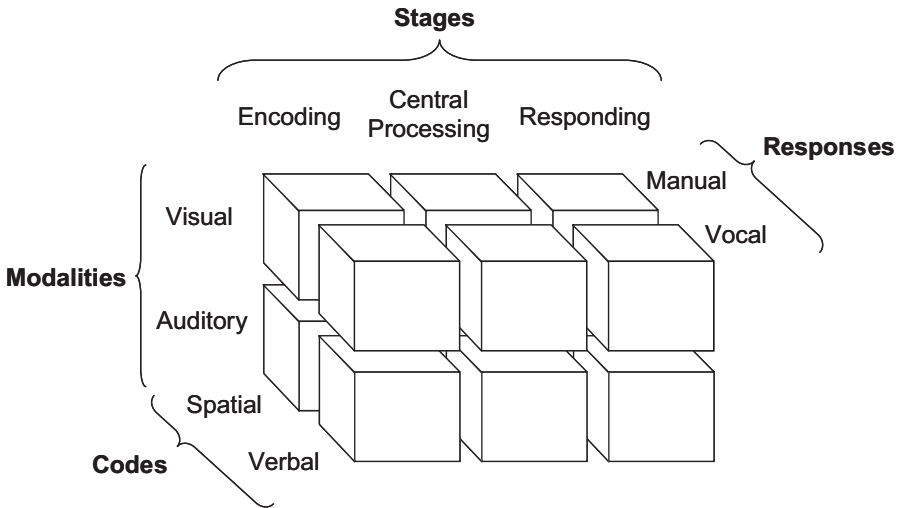 Stages
Encoding
Central
Processing
Responding
Responses
Manual
Vocal
Visual
Modalities
Auditory
Spatial
Codes
Verbal